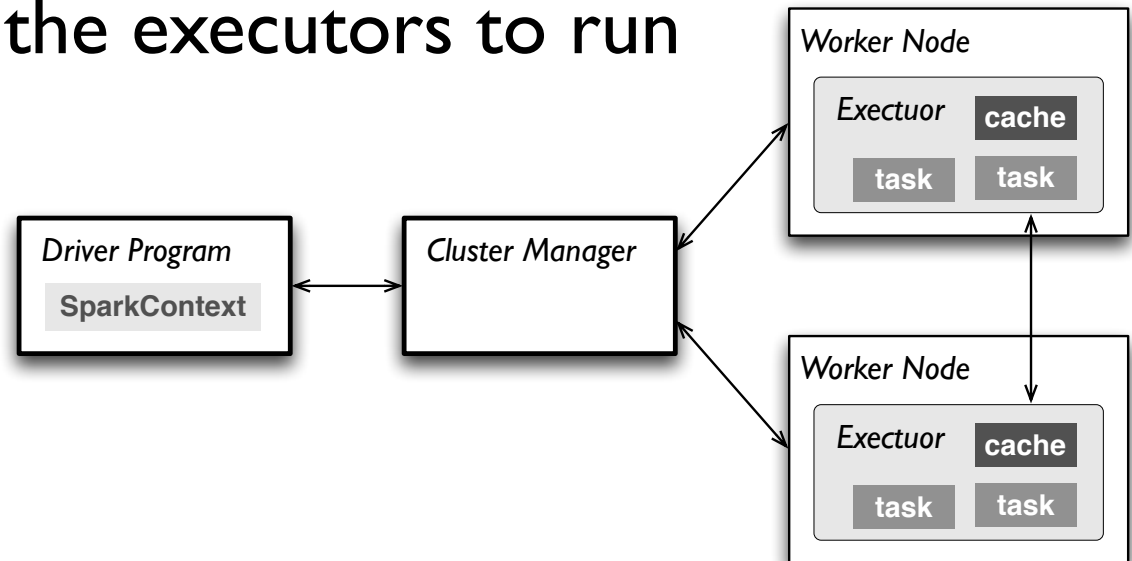 the executors to run
Worker Node
Exectuor
cache
task
task
Driver Program
SparkContext
Cluster Manager
Worker Node
Exectuor
cache
task
task